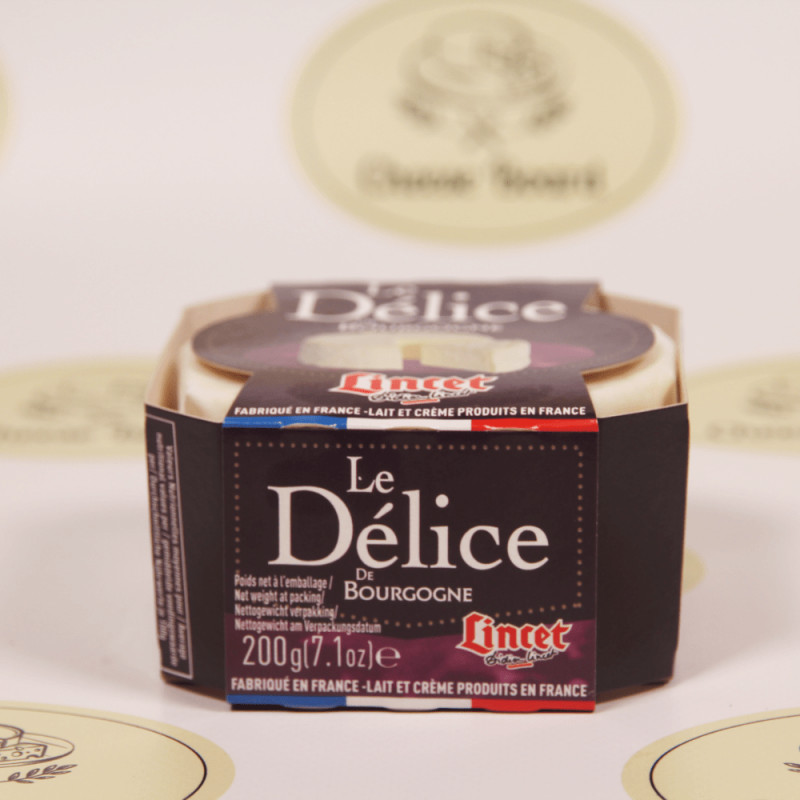 Le
Délice
Lincet
FABRIQUÉ EN FRANCE - LAIT ET CRÈME PRODUITS EN FRANCE
Le
Délice
DE
BOURGOGNE
Poids net à l'emballage /
Net weight at packing/
Nettogewicht verpakking/
Nettogewicht am Verpackungsdatum
200g(7.1oz)℮
Lincet
FABRIQUÉ EN FRANCE - LAIT ET CRÈME PRODUITS EN FRANCE